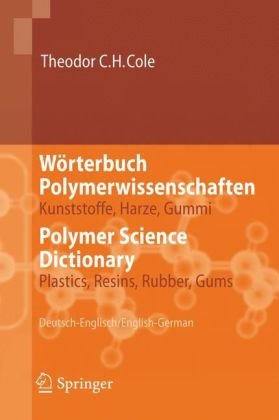 Theodor C.H.Cole
Wörterbuch
Polymerwissenschaften
Kunststoffe, Harze, Gummi
Polymer Science
Dictionary
Plastics, Resins, Rubber, Gums
Deutsch-Englisch/English-German
Springer